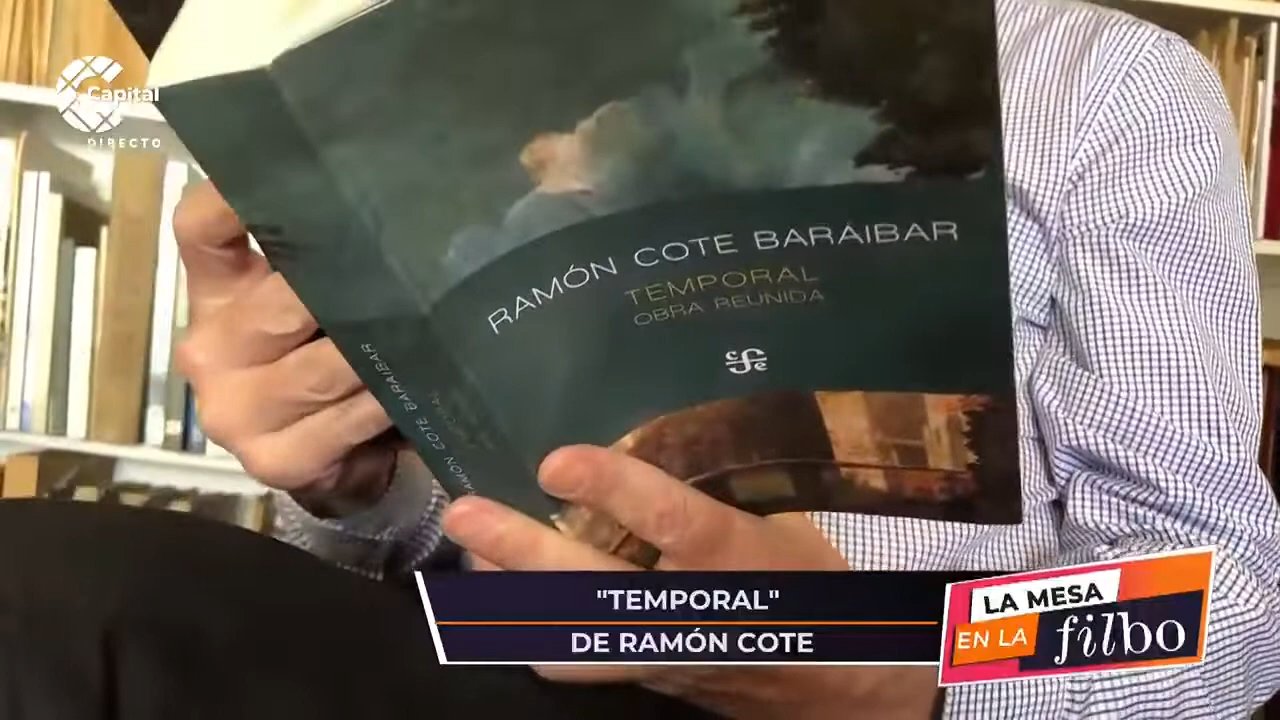 Capital
DIRECTO
RAMÓN COTE BARÁIBAR
TEMPORAL
OBRA REUNIDA
cfe
RAMÓN COTE BARÁIBAR
"TEMPORAL"
DE RAMÓN COTE
LA MESA
EN LA filbo